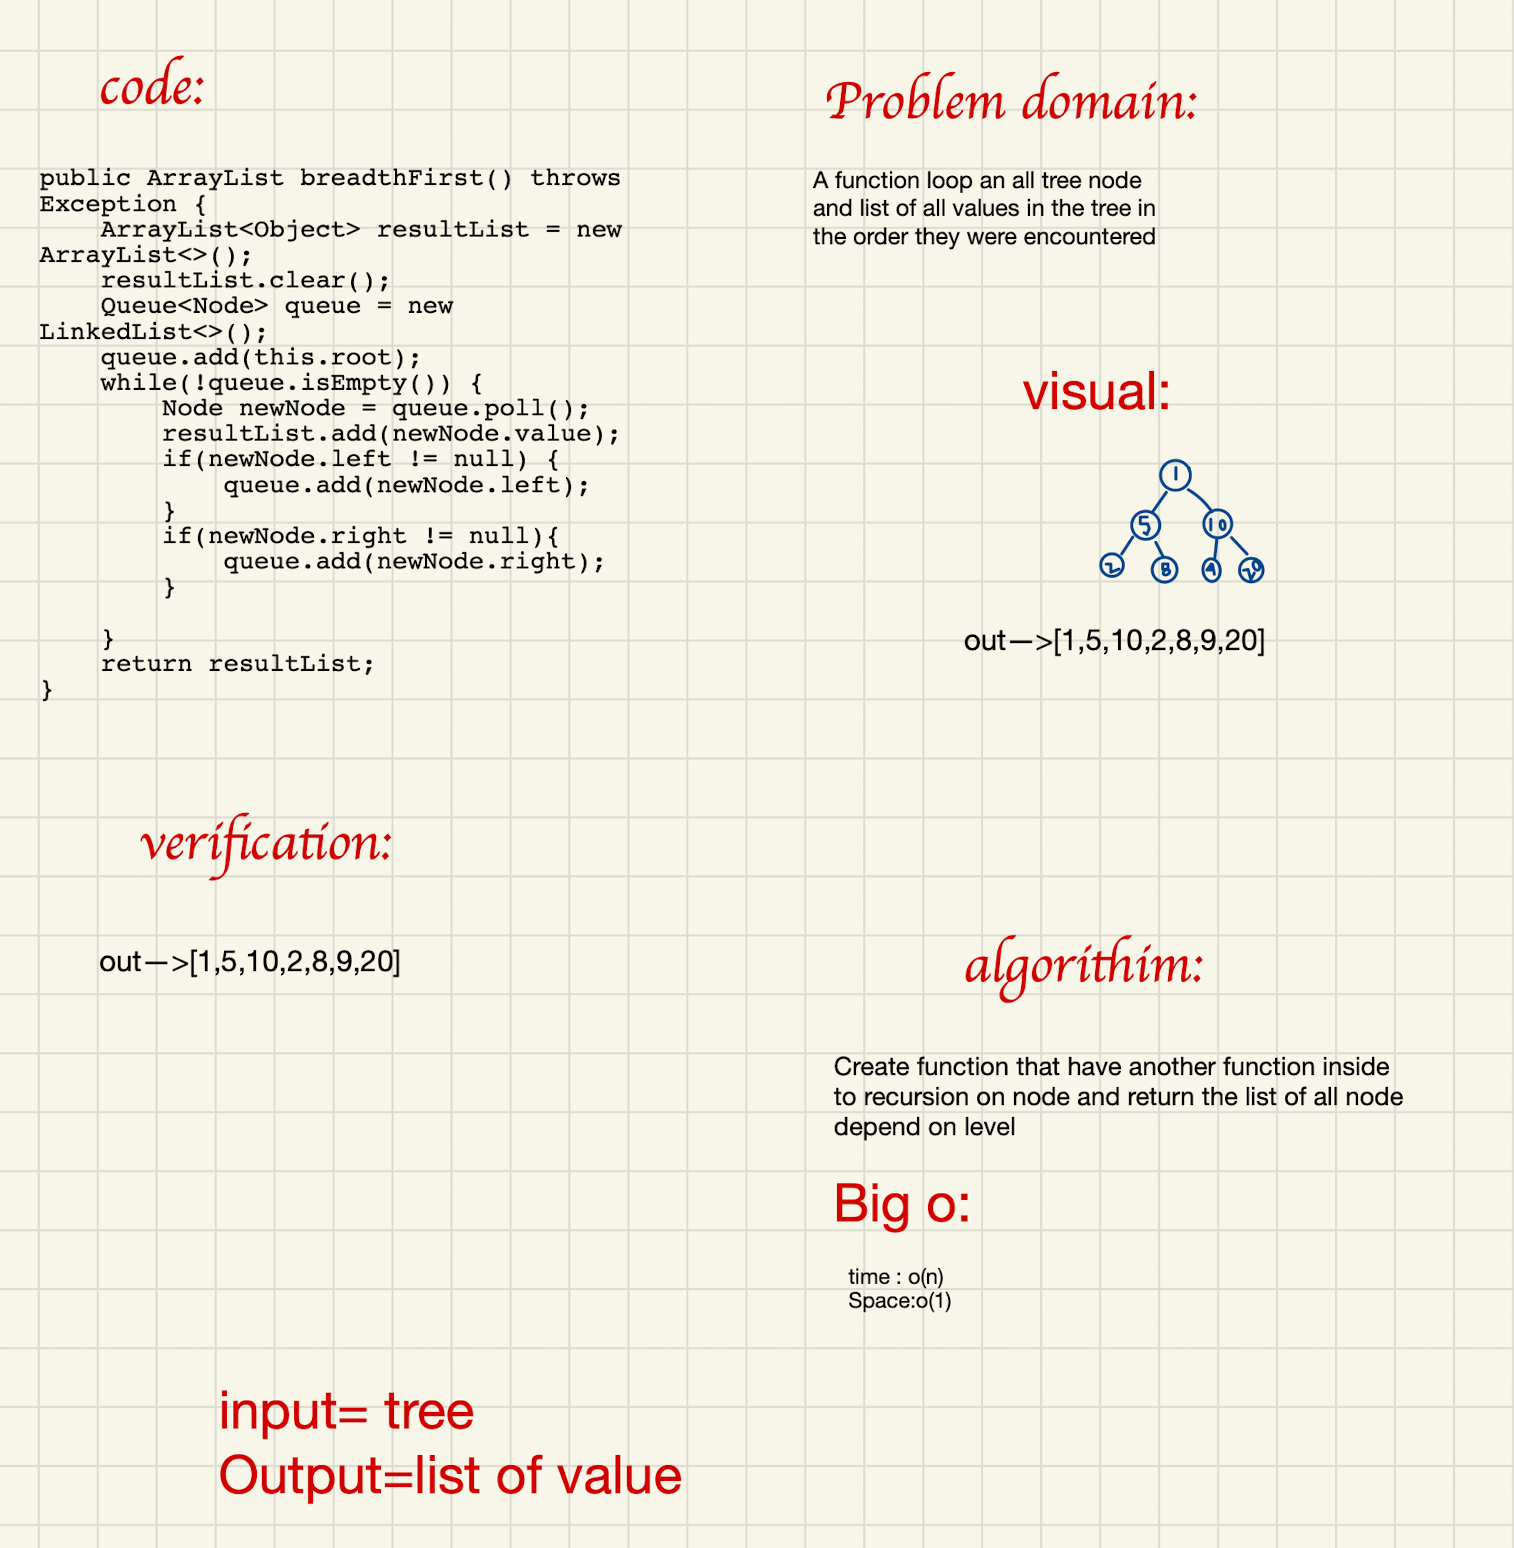 code:
public ArrayList breadthFirst() throws
Exception {
    ArrayList<Object> resultList = new
ArrayList<>();
    resultList.clear();
    Queue<Node> queue = new
LinkedList<>();
    queue.add(this.root);
    while(!queue.isEmpty()) {
        Node newNode = queue.poll();
        resultList.add(newNode.value);
        if(newNode.left != null) {
            queue.add(newNode.left);
        }
        if(newNode.right != null){
            queue.add(newNode.right);
        }
    }
    return resultList;
}
Problem domain:
A function loop an all tree node
and list of all values in the tree in
the order they were encountered
visual:
1
5 10
2 8 9 20
out—>[1,5,10,2,8,9,20]
verification:
out—>[1,5,10,2,8,9,20]
algorithim:
Create function that have another function inside
to recursion on node and return the list of all node
depend on level
Big o:
time : o(n)
Space:o(1)
input= tree
Output=list of value